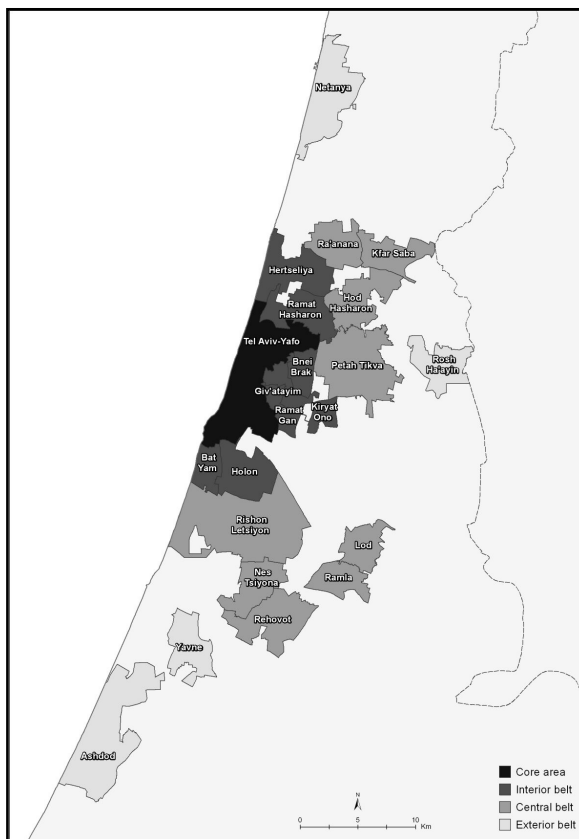 Netanya
Ra'anana
Kfar Saba
Hertseliya
Hod
Hasharon
Ramat
Hasharon
Tel Aviv-Yafo
Bnei
Brak
Petah Tikva
Rosh
Ha'ayin
Giv'atayim
Ramat
Gan
Kiryat
Ono
Bat
Yam
Holon
Rishon
Letsiyon
Lod
Nes
Tsiyona
Ramla
Rehovot
Yavne
Ashdod
Core area
Interior belt
Central belt
Exterior belt
N
0 5 10
Km